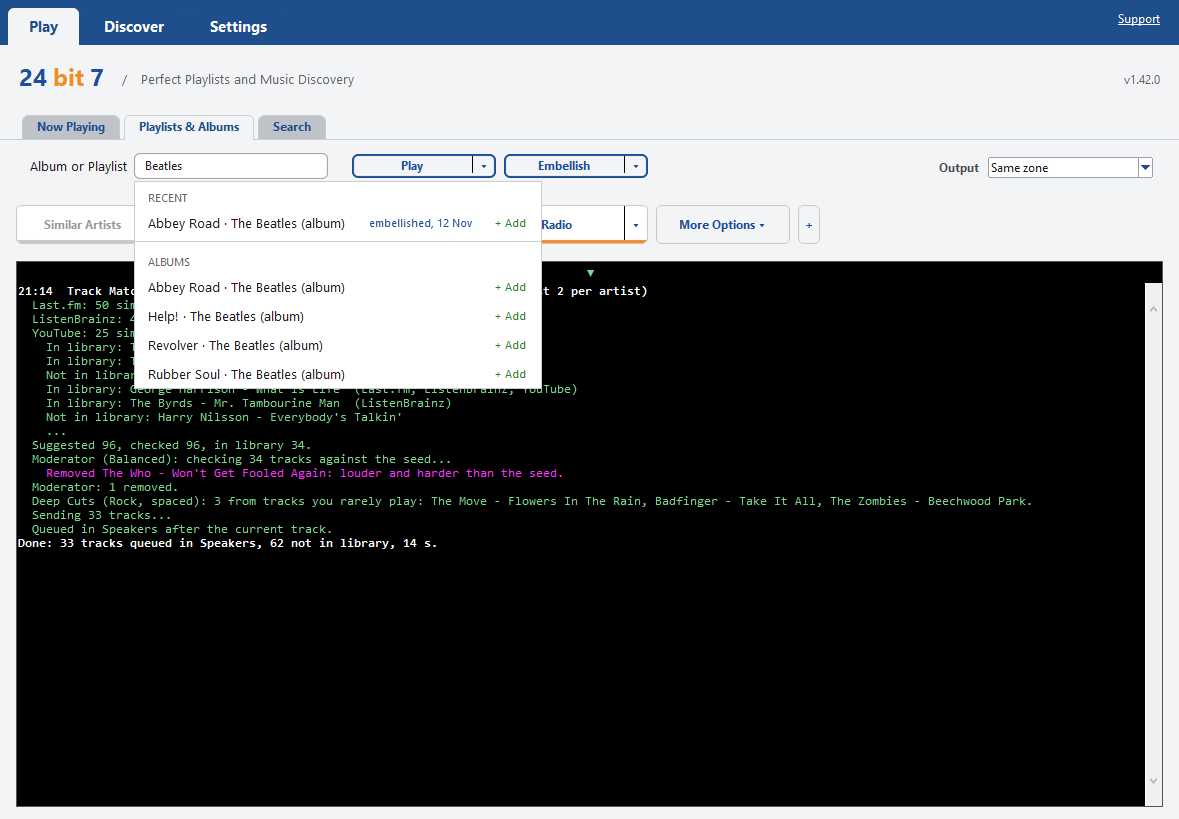 Play Discover Settings Support
24 bit 7 / Perfect Playlists and Music Discovery v1.42.0
Now Playing Playlists & Albums Search
Album or Playlist Beatles Play Embellish Output Same zone
Similar Artists Radio More Options +
RECENT
Abbey Road · The Beatles (album) embellished, 12 Nov + Add
ALBUMS
Abbey Road · The Beatles (album) + Add
Help! · The Beatles (album) + Add
Revolver · The Beatles (album) + Add
Rubber Soul · The Beatles (album) + Add
21:14 Track 2 per artist)
Last.fm: 50
ListenBrainz:
YouTube: 25
In library:
In library:
Not in
In library: George Harrison - What Is Life (Last.fm, ListenBrainz, YouTube)
In library: The Byrds - Mr. Tambourine Man (ListenBrainz)
Not in library: Harry Nilsson - Everybody's Talkin'
...
Suggested 96, checked 96, in library 34.
Moderator (Balanced): checking 34 tracks against the seed...
Removed The Who - Won't Get Fooled Again: louder and harder than the seed.
Moderator: 1 removed.
Deep Cuts (Rock, spaced): 3 from tracks you rarely play: The Move - Flowers In The Rain, Badfinger - Take It All, The Zombies - Beechwood Park.
Sending 33 tracks...
Queued in Speakers after the current track.
Done: 33 tracks queued in Speakers, 62 not in library, 14 s.